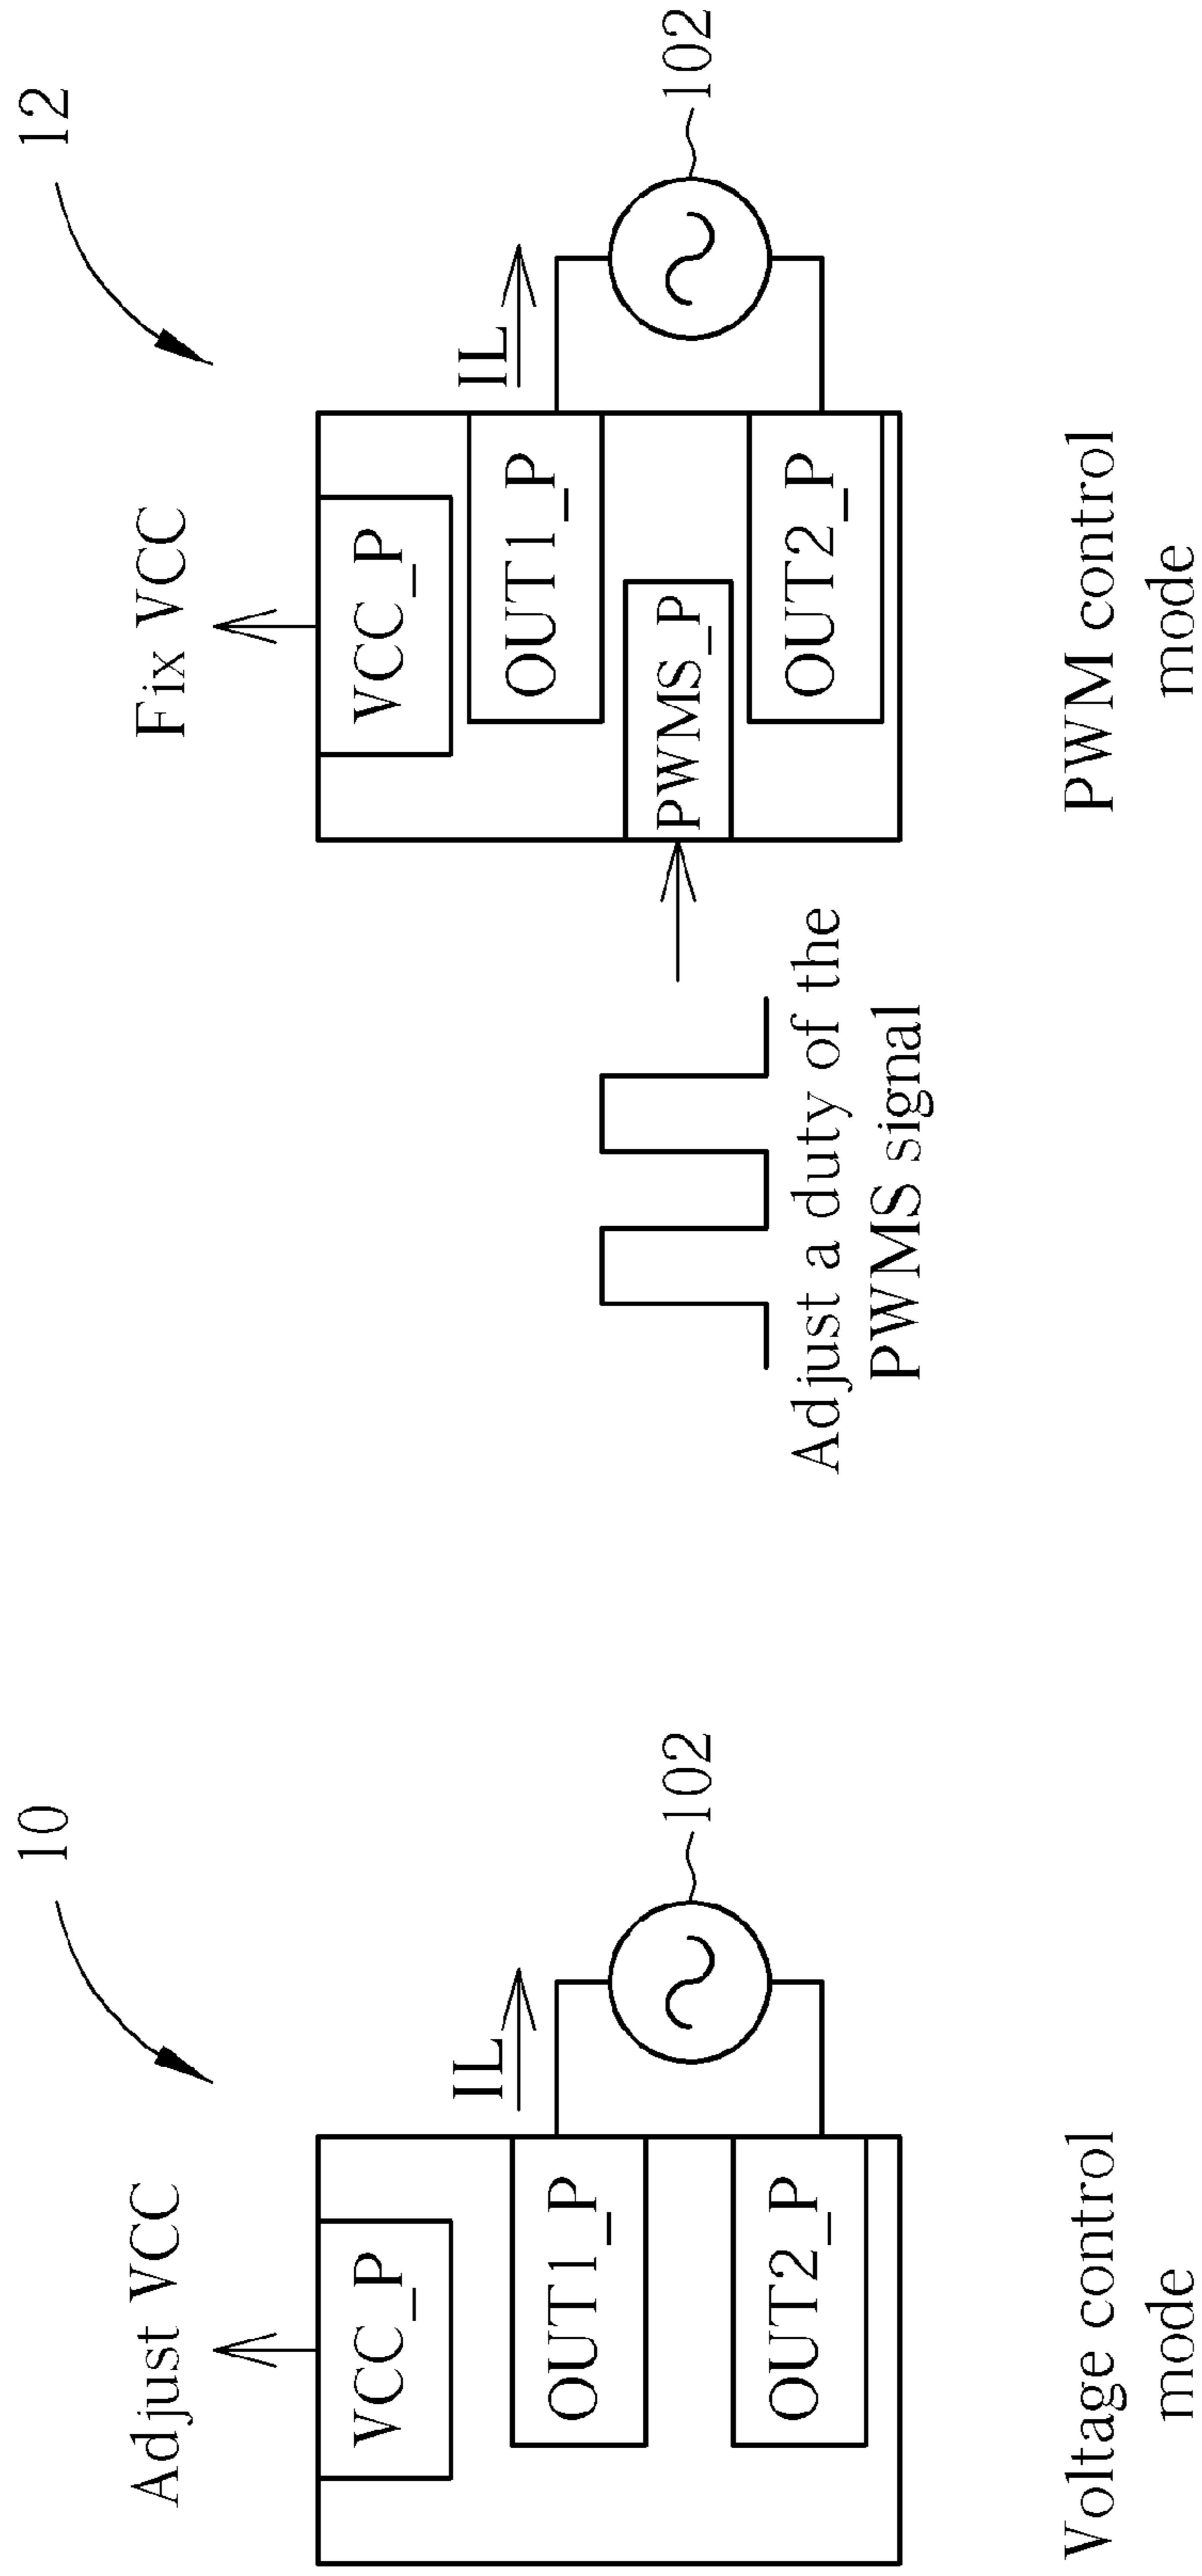 10
Adjust VCC
VCC_P
IL
OUT1_P
OUT2_P
102
Voltage control
mode
12
Fix VCC
VCC_P
IL
OUT1_P
PWMS_P
OUT2_P
102
Adjust a duty of the
PWMS signal
PWM control
mode